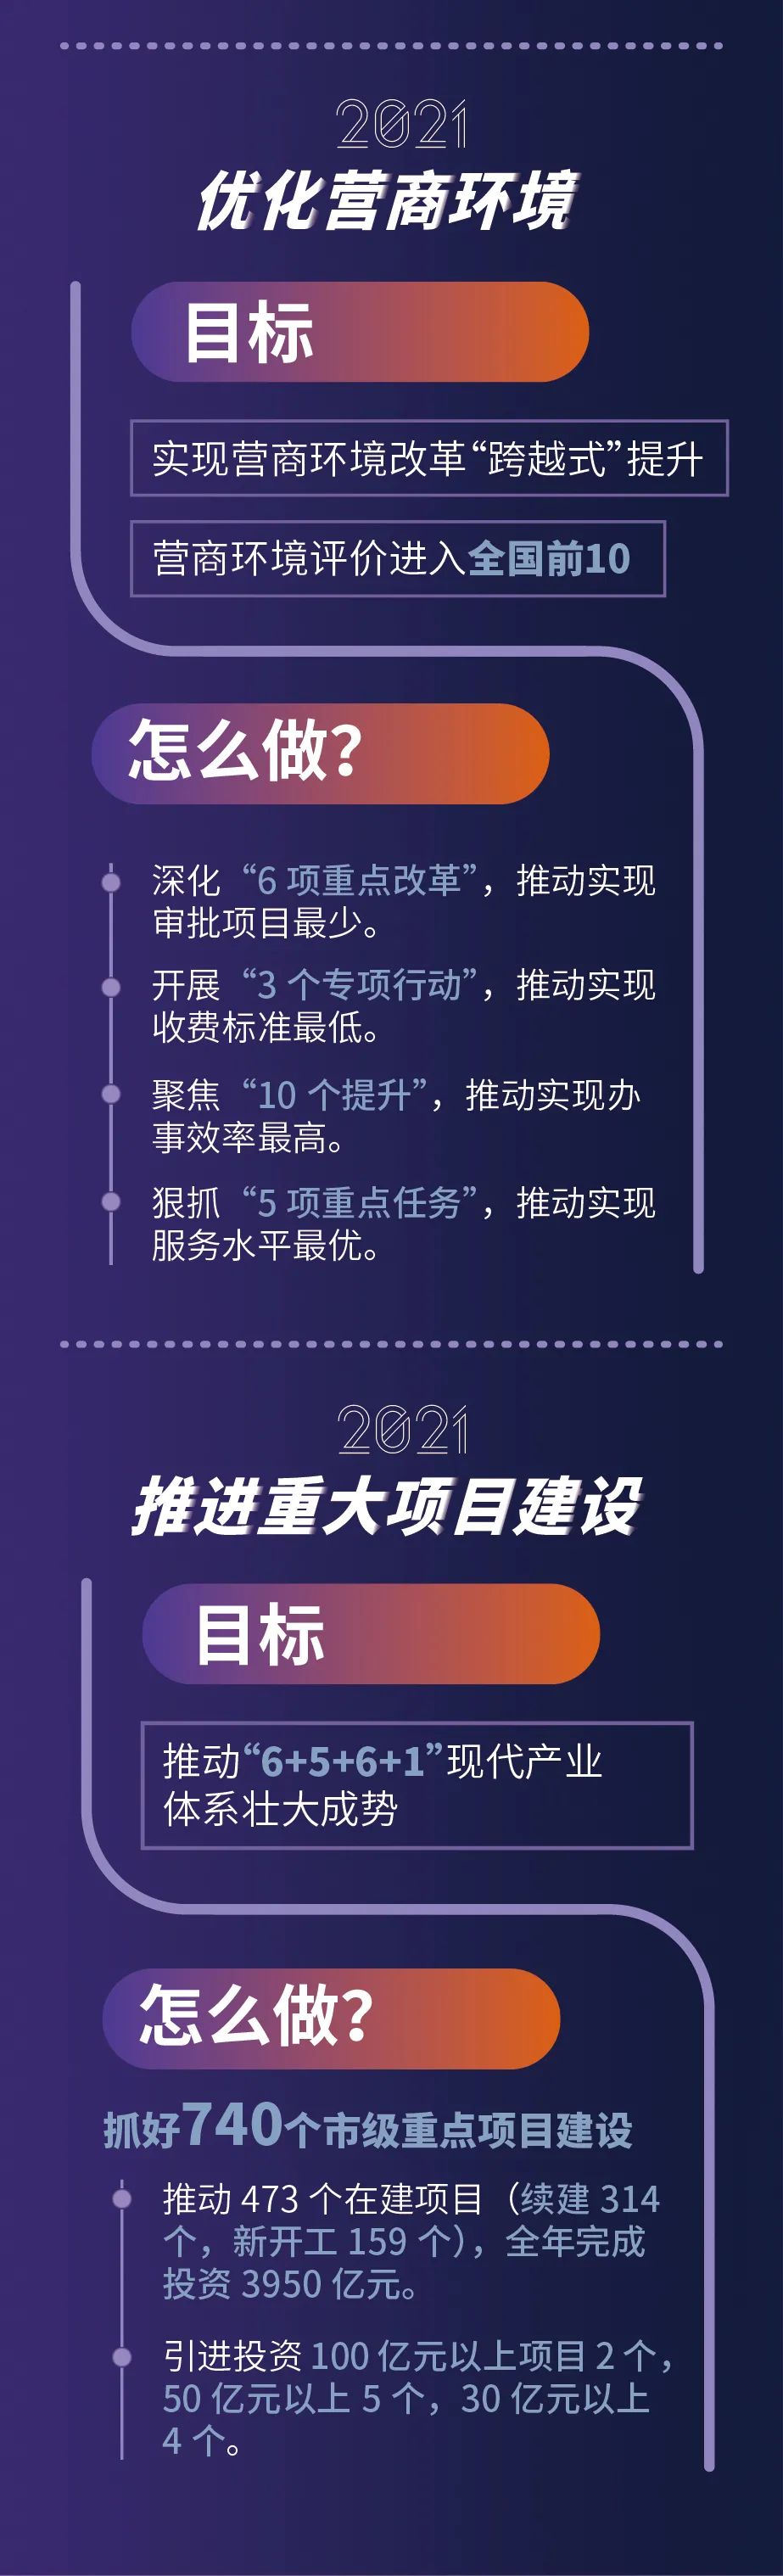 2021
优化营商环境
目标
实现营商环境改革“跨越式”提升
营商环境评价进入全国前10
怎么做?
深化“6 项重点改革”，推动实现
审批项目最少。
开展“3 个专项行动”，推动实现
收费标准最低。
聚焦“10 个提升”，推动实现办
事效率最高。
狠抓“5 项重点任务”，推动实现
服务水平最优。
2021
推进重大项目建设
目标
推动“6+5+6+1”现代产业
体系壮大成势
怎么做?
抓好740个市级重点项目建设
推动 473 个在建项目（续建 314
个，新开工 159 个），全年完成
投资 3950 亿元。
引进投资 100 亿元以上项目 2 个，
50 亿元以上 5 个，30 亿元以上
4 个。